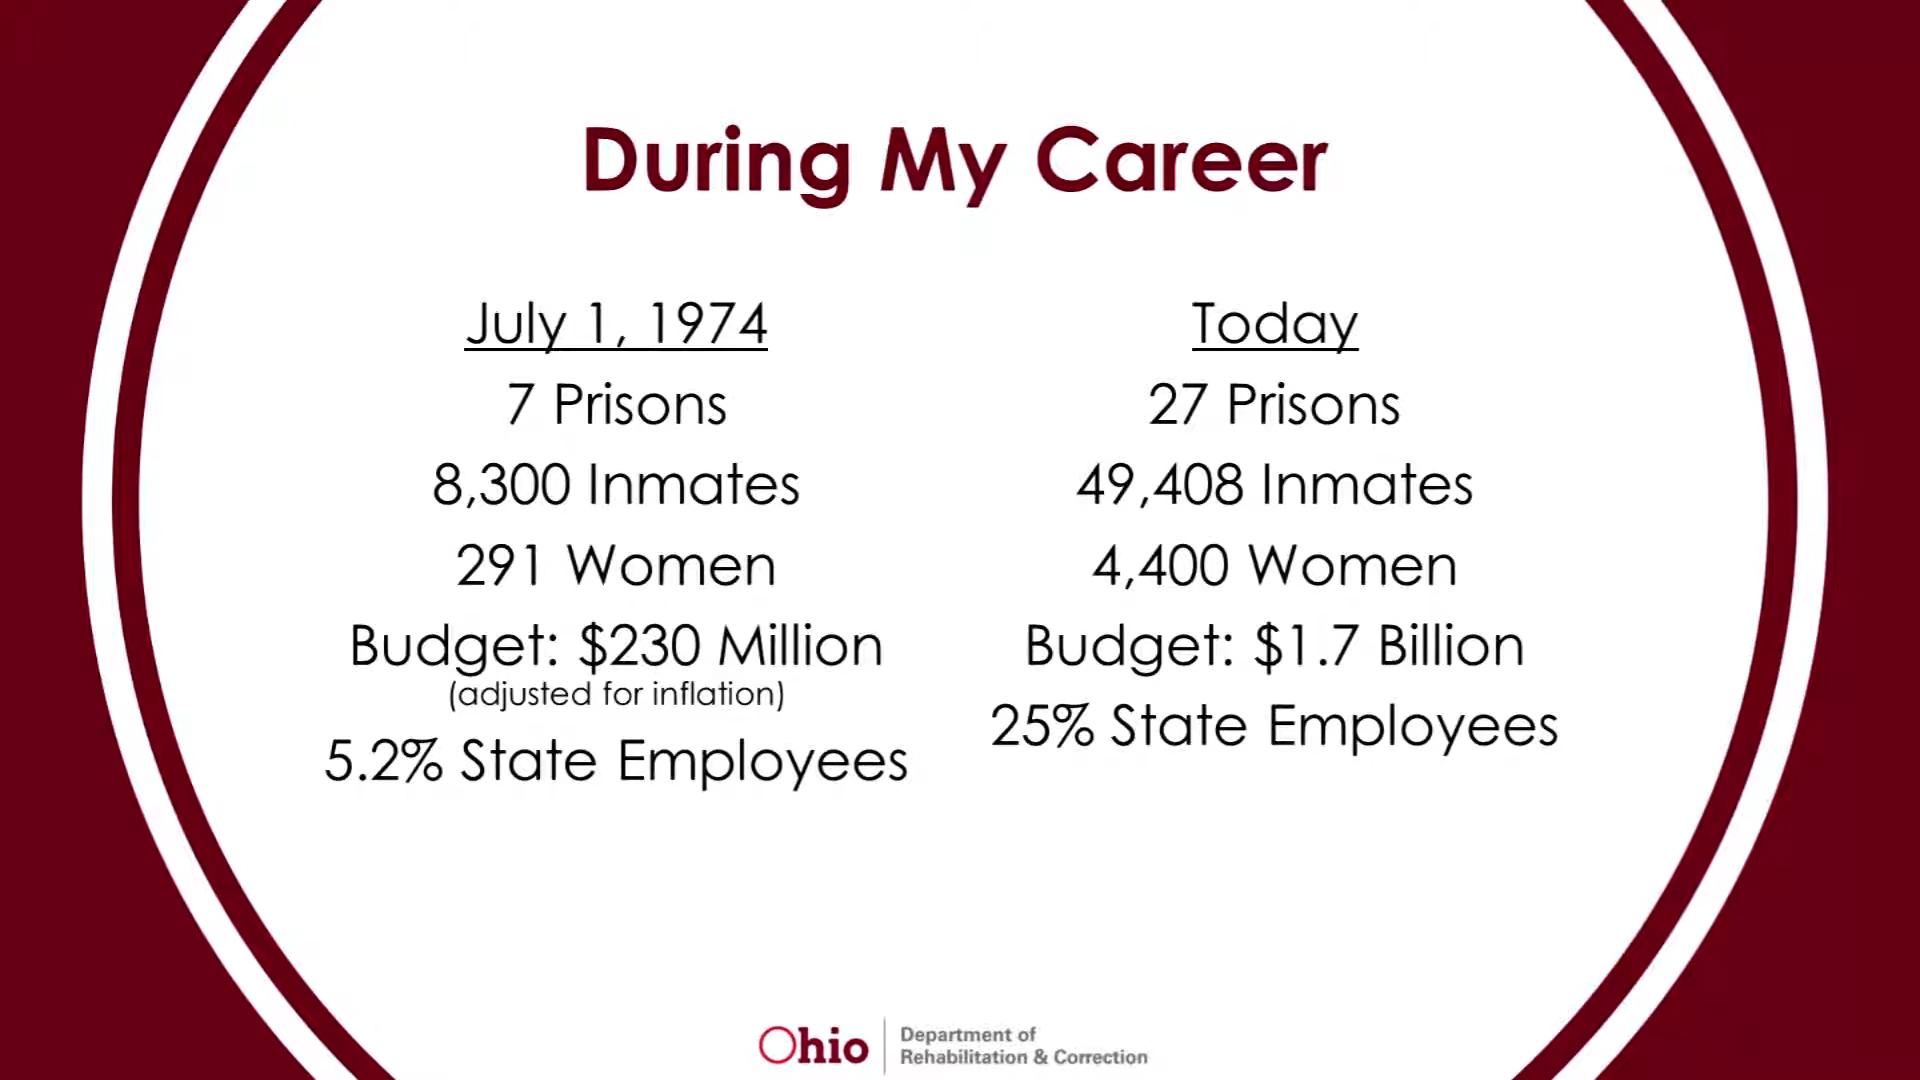 During My Career
July 1, 1974
7 Prisons
8,300 Inmates
291 Women
Budget: $230 Million
(adjusted for inflation)
5.2% State Employees
Today
27 Prisons
49,408 Inmates
4,400 Women
Budget: $1.7 Billion
25% State Employees
Ohio
Department of
Rehabilitation & Correction